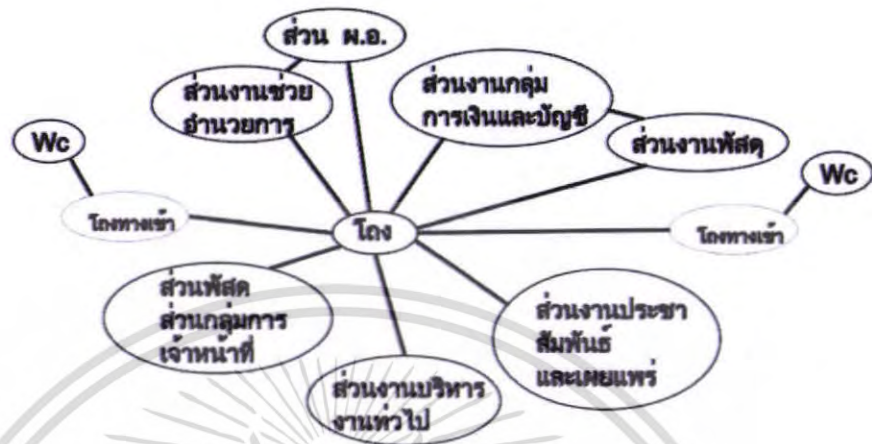 ส่วน ผ.อ.
ส่วนงานช่วย
อำนวยการ
ส่วนงานกลุ่ม
การเงินและบัญชี
ส่วนงานพัสดุ
Wc
Wc
โถงทางเข้า
โถง
โถงทางเข้า
ส่วนพัสด
ส่วนกลุ่มการ
เจ้าหน้าที่
ส่วนงานประชา
สัมพันธ์
และเผยแพร่
ส่วนงานบริหาร
งานทั่วไป